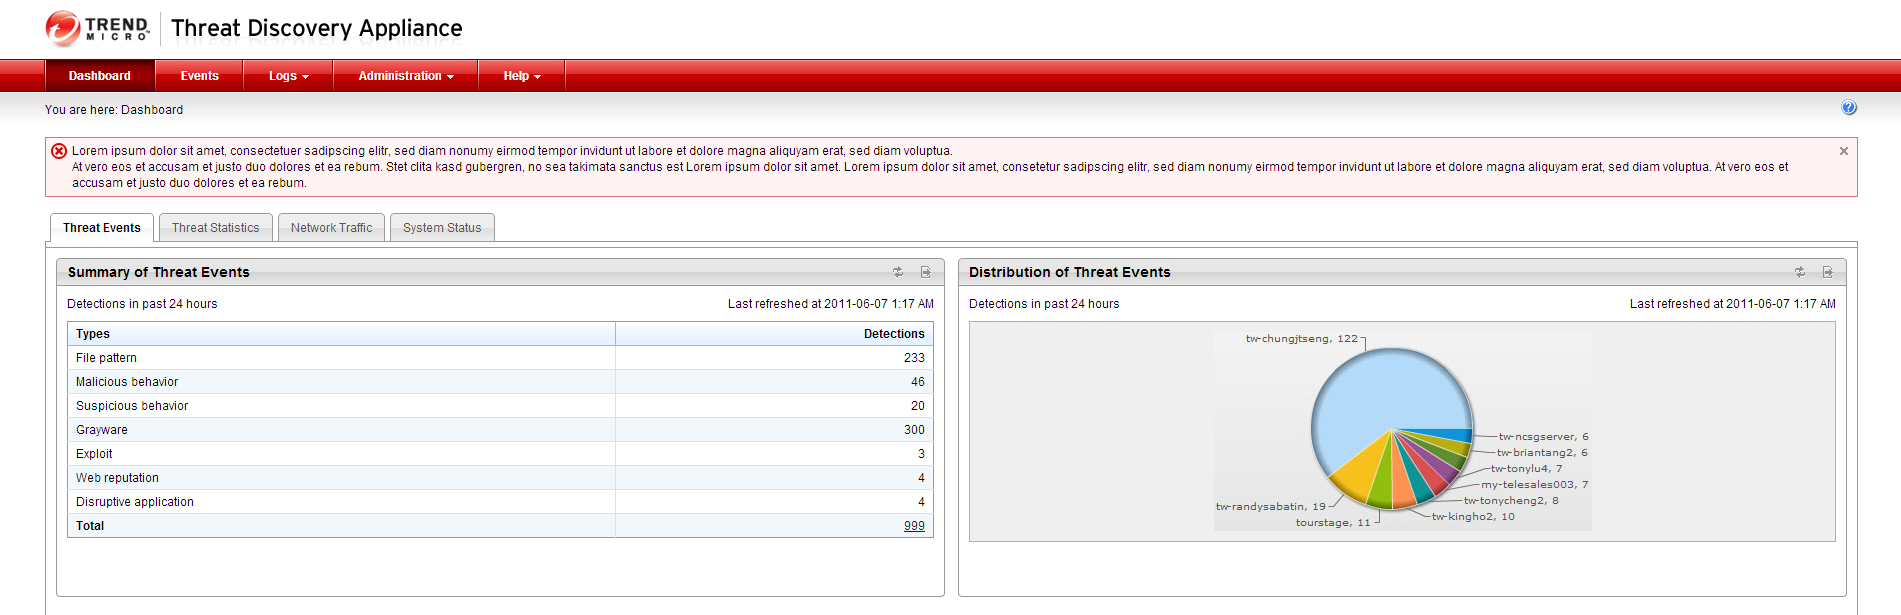 TREND MICRO Threat Discovery Appliance
Dashboard Events Logs Administration Help
You are here: Dashboard
Lorem ipsum dolor sit amet, consectetuer sadipscing elitr, sed diam nonumy eirmod tempor invidunt ut labore et dolore magna aliquyam erat, sed diam voluptua.
At vero eos et accusam et justo duo dolores et ea rebum. Stet clita kasd gubergren, no sea takimata sanctus est Lorem ipsum dolor sit amet. Lorem ipsum dolor sit amet, consetetur sadipscing elitr, sed diam nonumy eirmod tempor invidunt ut labore et dolore magna aliquyam erat, sed diam voluptua. At vero eos et
accusam et justo duo dolores et ea rebum.
Threat Events Threat Statistics Network Traffic System Status
Summary of Threat Events
Detections in past 24 hours Last refreshed at 2011-06-07 1:17 AM
Types Detections
File pattern 233
Malicious behavior 46
Suspicious behavior 20
Grayware 300
Exploit 3
Web reputation 4
Disruptive application 4
Total 999
Distribution of Threat Events
Detections in past 24 hours Last refreshed at 2011-06-07 1:17 AM
tw-chungjtseng, 122
tw-ncsgserver, 6
tw-briantang2, 6
tw-tonylu4, 7
my-telesales003, 7
tw-tonycheng2, 8
tw-kingho2, 10
tw-randysabatin, 19
tourstage, 11